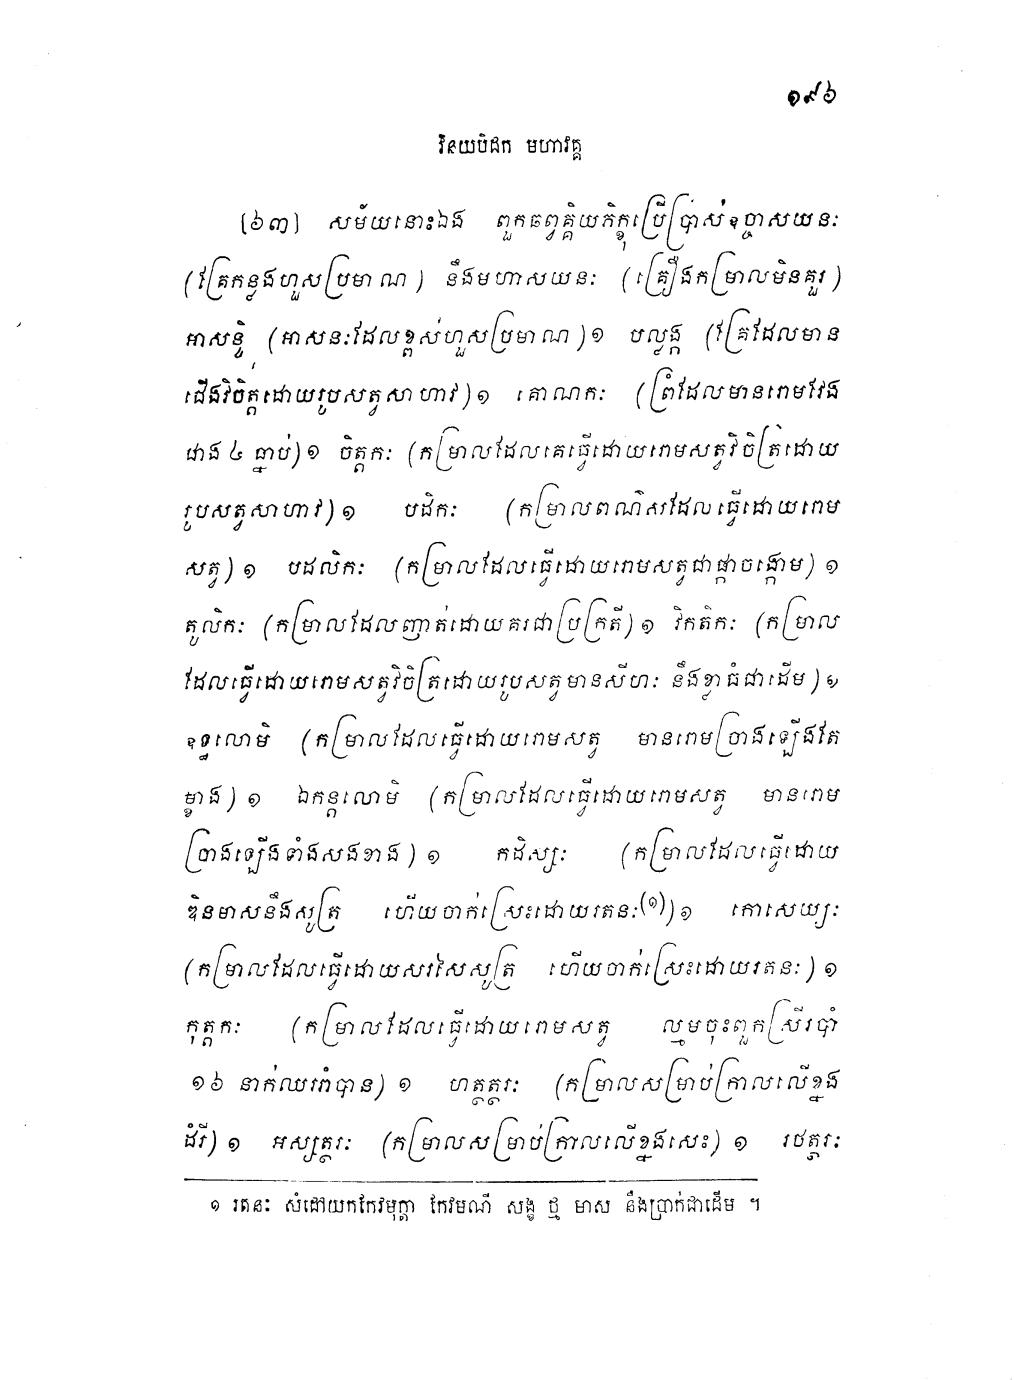 ១៩៦
វិនយបិដក មហាវគ្គ
[៦៣] សម័យនោះឯង ពួកឆព្វគ្គិយភិក្ខុប្រើប្រាស់ឧច្ចាសយនៈ
(គ្រែកន្លងហួសប្រមាណ) នឹងមហាសយនៈ (គ្រឿងកម្រាលមិនគួរ)
អាសន្ទិ (អាសនៈដែលខ្ពស់ហួសប្រមាណ)១ បល្លង្ក (គ្រែដែលមាន
ជើងវិចិត្តដោយរូបសត្វសាហាវ)១ គោណកៈ (ព្រំដែលមានរោមវែង
ជាង ៤ ធ្នាប់)១ ចិត្តកៈ (កម្រាលដែលគេធ្វើដោយរោមសត្វវិចិត្រដោយ
រូបសត្វសាហាវ)១ បដិកៈ (កម្រាលពណ៌សដែលធ្វើដោយរោម
សត្វ)១ បដលិកៈ (កម្រាលដែលធ្វើដោយរោមសត្វជាផ្កាចង្កោម)១
តូលិកៈ (កម្រាលដែលញាត់ដោយគរជាប្រក្រតី)១ វិកតិកៈ (កម្រាល
ដែលធ្វើដោយរោមសត្វវិចិត្រដោយរូបសត្វមានសីហៈ នឹងខ្លាធំជាដើម)១
ឧទ្ធលោមិ (កម្រាលដែលធ្វើដោយរោមសត្វ មានរោមប្រាងឡើងតែ
ម្ខាង)១ ឯកន្តលោមិ (កម្រាលដែលធ្វើដោយរោមសត្វ មានរោម
ប្រាងឡើងទាំងសងខាង)១ កដិស្សៈ (កម្រាលដែលធ្វើដោយ
ឌិនមាសនឹងសូត្រ ហើយចាក់ស្រេះដោយរតនៈ(១))១ កោសេយ្យៈ
(កម្រាលដែលធ្វើដោយសរសៃសូត្រ ហើយចាក់ស្រេះដោយរតនៈ)១
កុត្តកៈ (កម្រាលដែលធ្វើដោយរោមសត្វ ល្មមចុះពួកស្រីរបាំ
១៦ នាក់ឈររាំបាន)១ ហត្ថត្ថរៈ (កម្រាលសម្រាប់ក្រាលលើខ្នង
ដំរី)១ អស្សត្ថរៈ (កម្រាលសម្រាប់ក្រាលលើខ្នងសេះ)១ រថត្ថរៈ
១ រតនៈ សំដៅយកកែវមុក្តា កែវមណី សង្ខ ថ្ម មាស នឹងប្រាក់ជាដើម ។